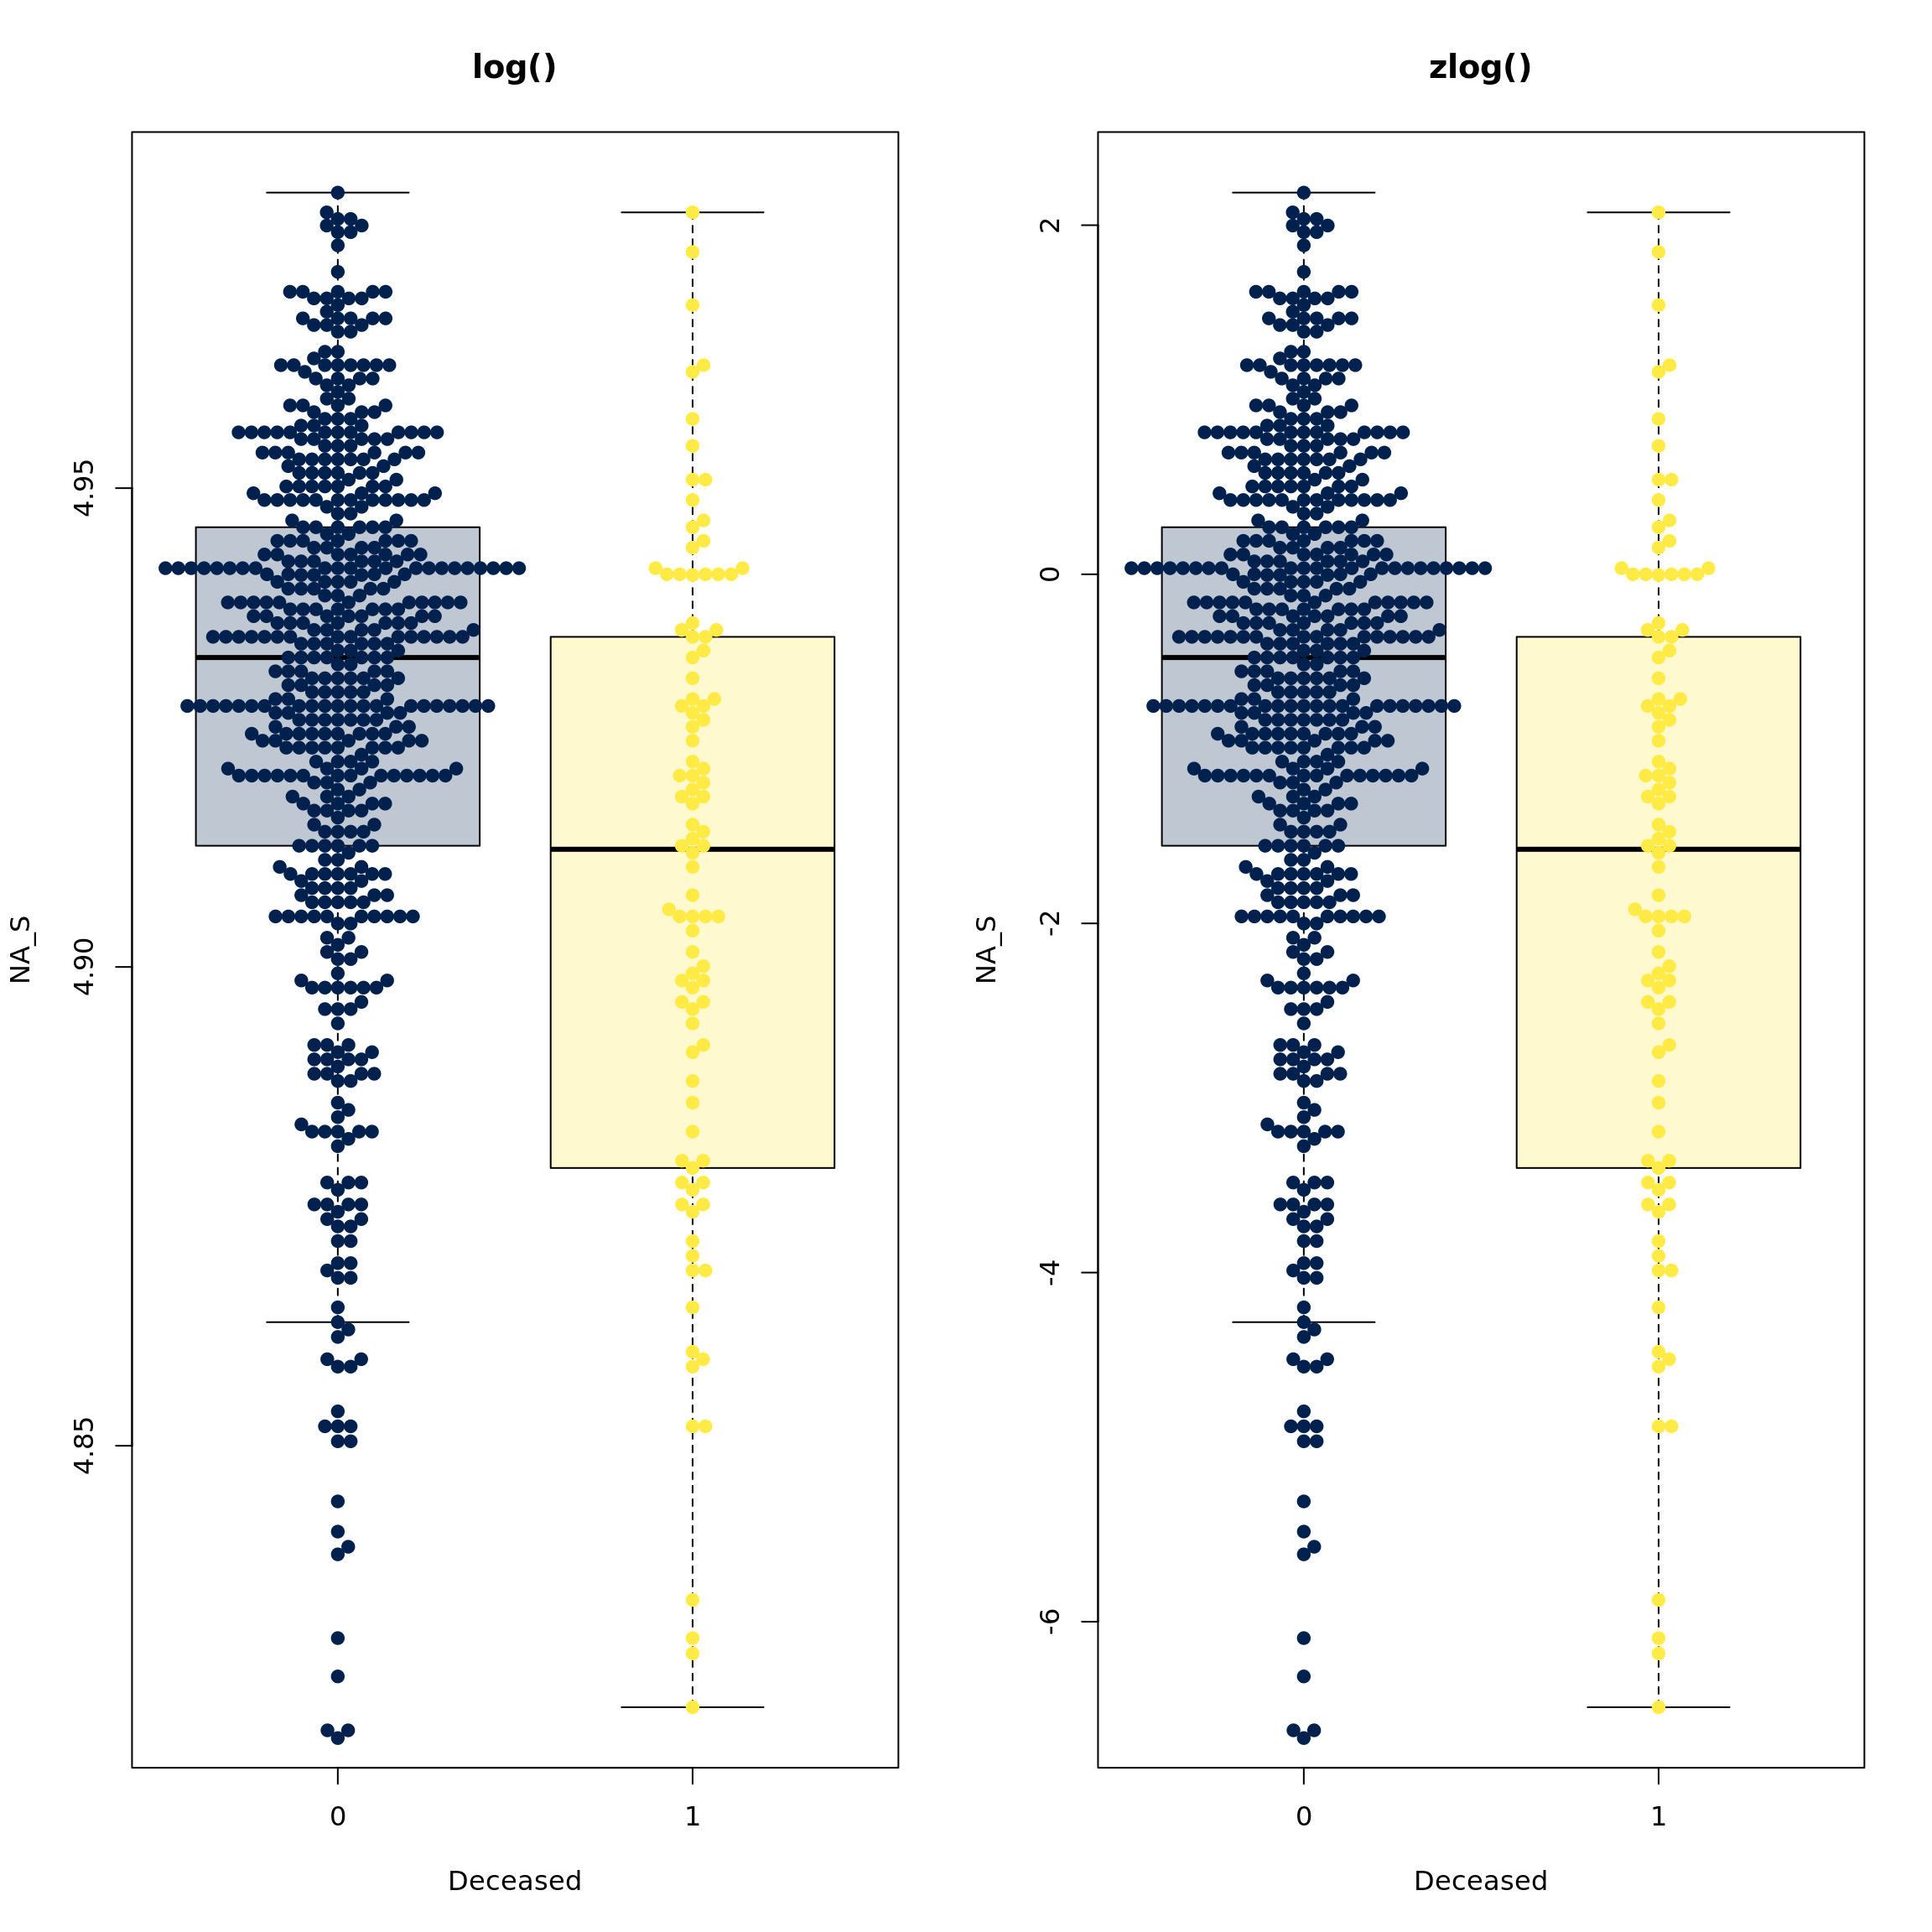 log()
NA_S
4.95
4.90
4.85
0
1
Deceased
zlog()
NA_S
2
0
-2
-4
-6
0
1
Deceased